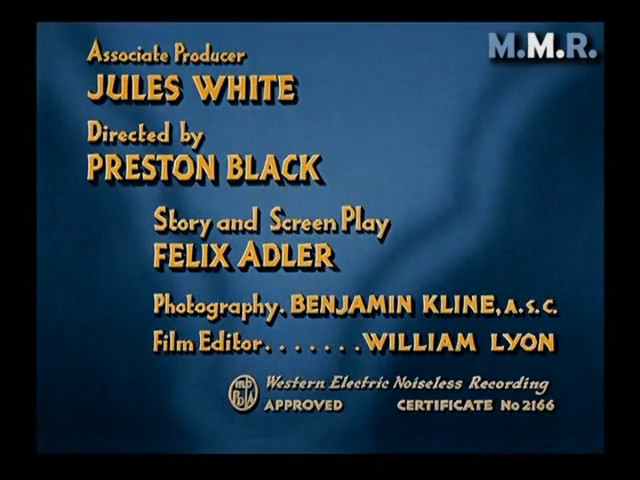 M.M.R.
Associate Producer
JULES WHITE
Directed by
PRESTON BLACK
Story and Screen Play
FELIX ADLER
Photography. BENJAMIN KLINE, A.S.C.
Film Editor.......WILLIAM LYON
Western Electric Noiseless Recording
APPROVED CERTIFICATE No 2166